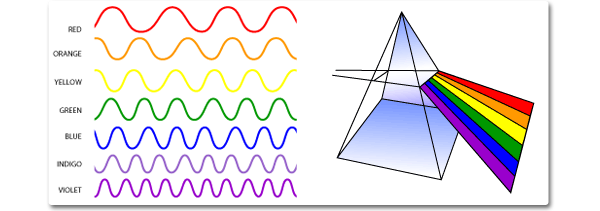 RED
ORANGE
YELLOW
GREEN
BLUE
INDIGO
VIOLET